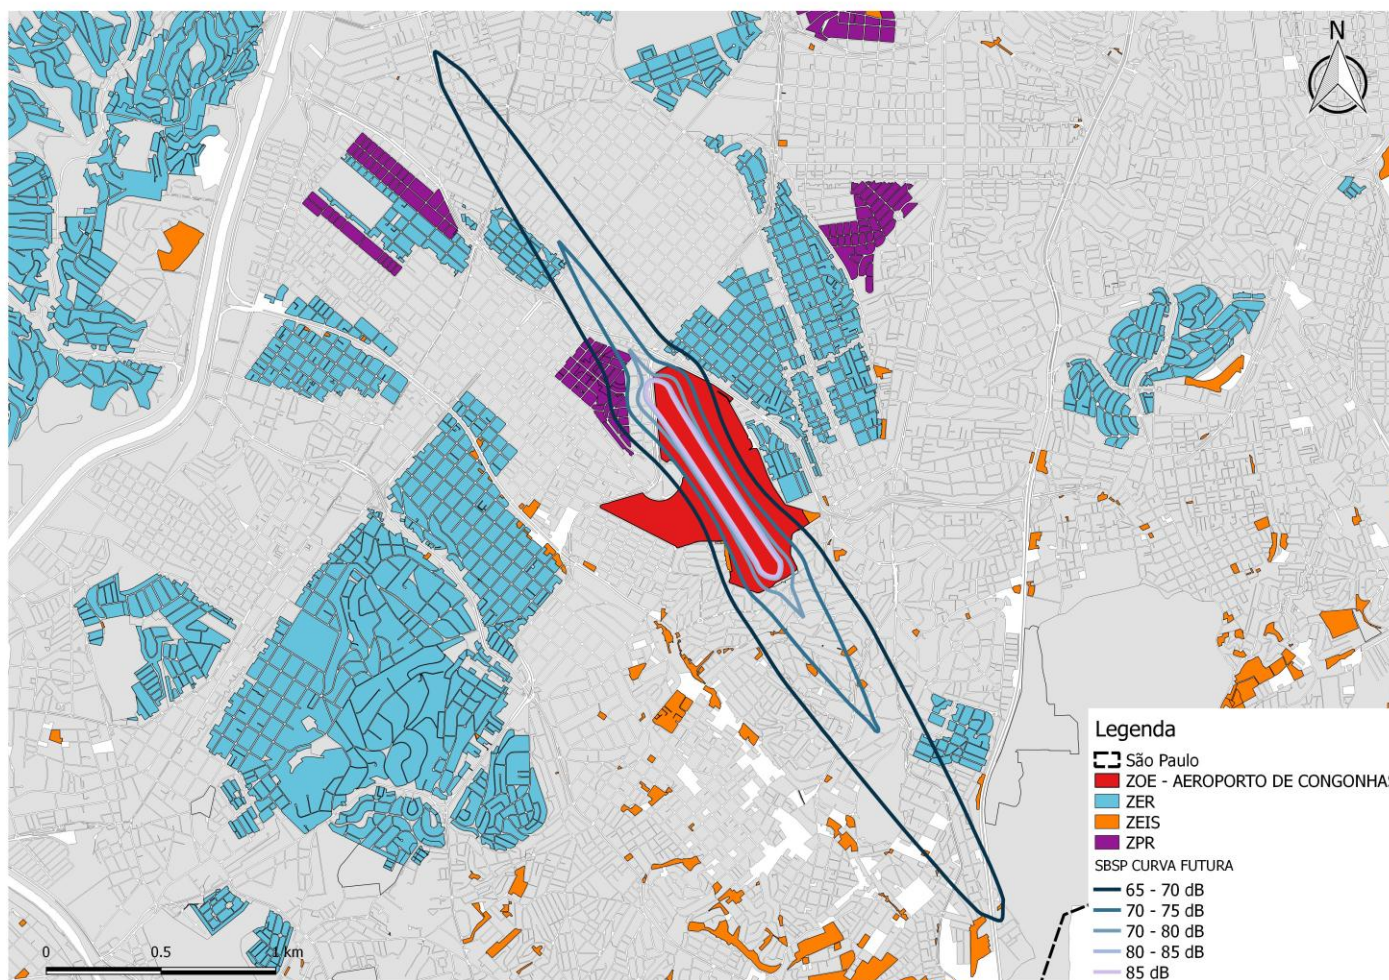 N
Legenda
São Paulo
ZOE - AEROPORTO DE CONGONHAS
ZER
ZEIS
ZPR
SBSP CURVA FUTURA
65 - 70 dB
70 - 75 dB
70 - 80 dB
80 - 85 dB
85 dB
0 0.5 1 km